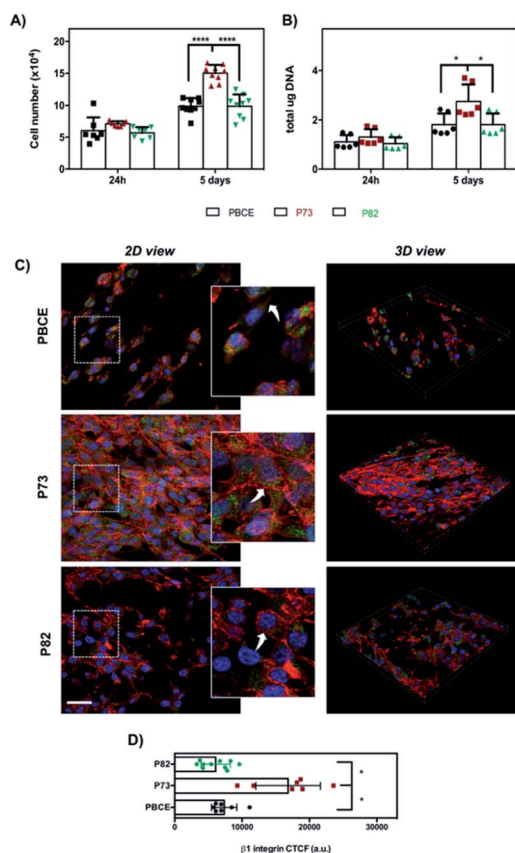 A)
B)
Cell number (x10⁴)
20
15
10
5
0
**** ****
24h
5 days
total ug DNA
4
2
0
* *
24h
5 days
PBCE
P73
P82
C)
2D view
3D view
PBCE
P73
P82
D)
P82
P73
PBCE
*
*
0
10000
20000
30000
β1 integrin CTCF (a.u.)